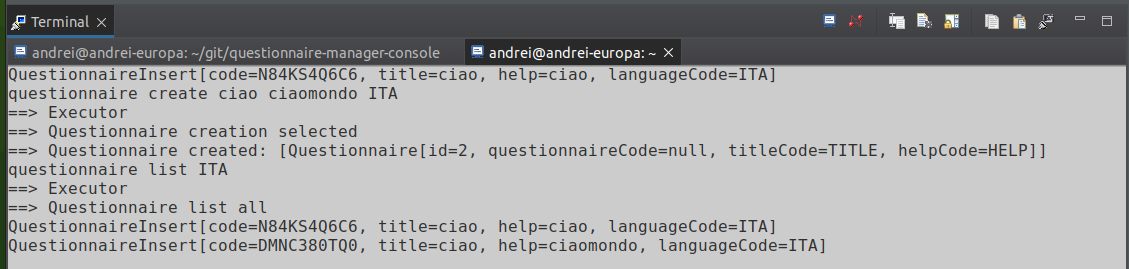 Terminal
andrei@andrei-europa: ~/git/questionnaire-manager-console
andrei@andrei-europa: ~
QuestionnaireInsert[code=N84KS4Q6C6, title=ciao, help=ciao, languageCode=ITA]
questionnaire create ciao ciaomondo ITA
==> Executor
==> Questionnaire creation selected
==> Questionnaire created: [Questionnaire[id=2, questionnaireCode=null, titleCode=TITLE, helpCode=HELP]]
questionnaire list ITA
==> Executor
==> Questionnaire list all
QuestionnaireInsert[code=N84KS4Q6C6, title=ciao, help=ciao, languageCode=ITA]
QuestionnaireInsert[code=DMNC380TQ0, title=ciao, help=ciaomondo, languageCode=ITA]